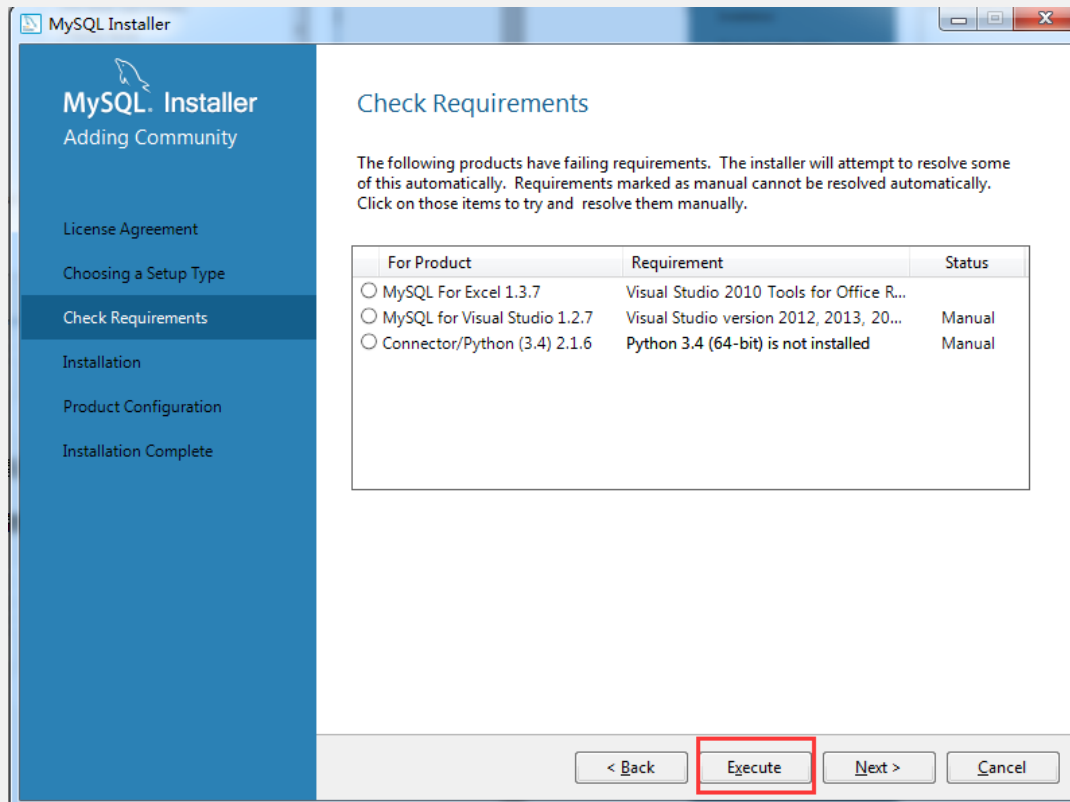 MySQL Installer
MySQL. Installer
Adding Community
License Agreement
Choosing a Setup Type
Check Requirements
Installation
Product Configuration
Installation Complete
Check Requirements
The following products have failing requirements. The installer will attempt to resolve some
of this automatically. Requirements marked as manual cannot be resolved automatically.
Click on those items to try and resolve them manually.
For Product Requirement Status
MySQL For Excel 1.3.7 Visual Studio 2010 Tools for Office R...
MySQL for Visual Studio 1.2.7 Visual Studio version 2012, 2013, 20... Manual
Connector/Python (3.4) 2.1.6 Python 3.4 (64-bit) is not installed Manual
< Back Execute Next > Cancel